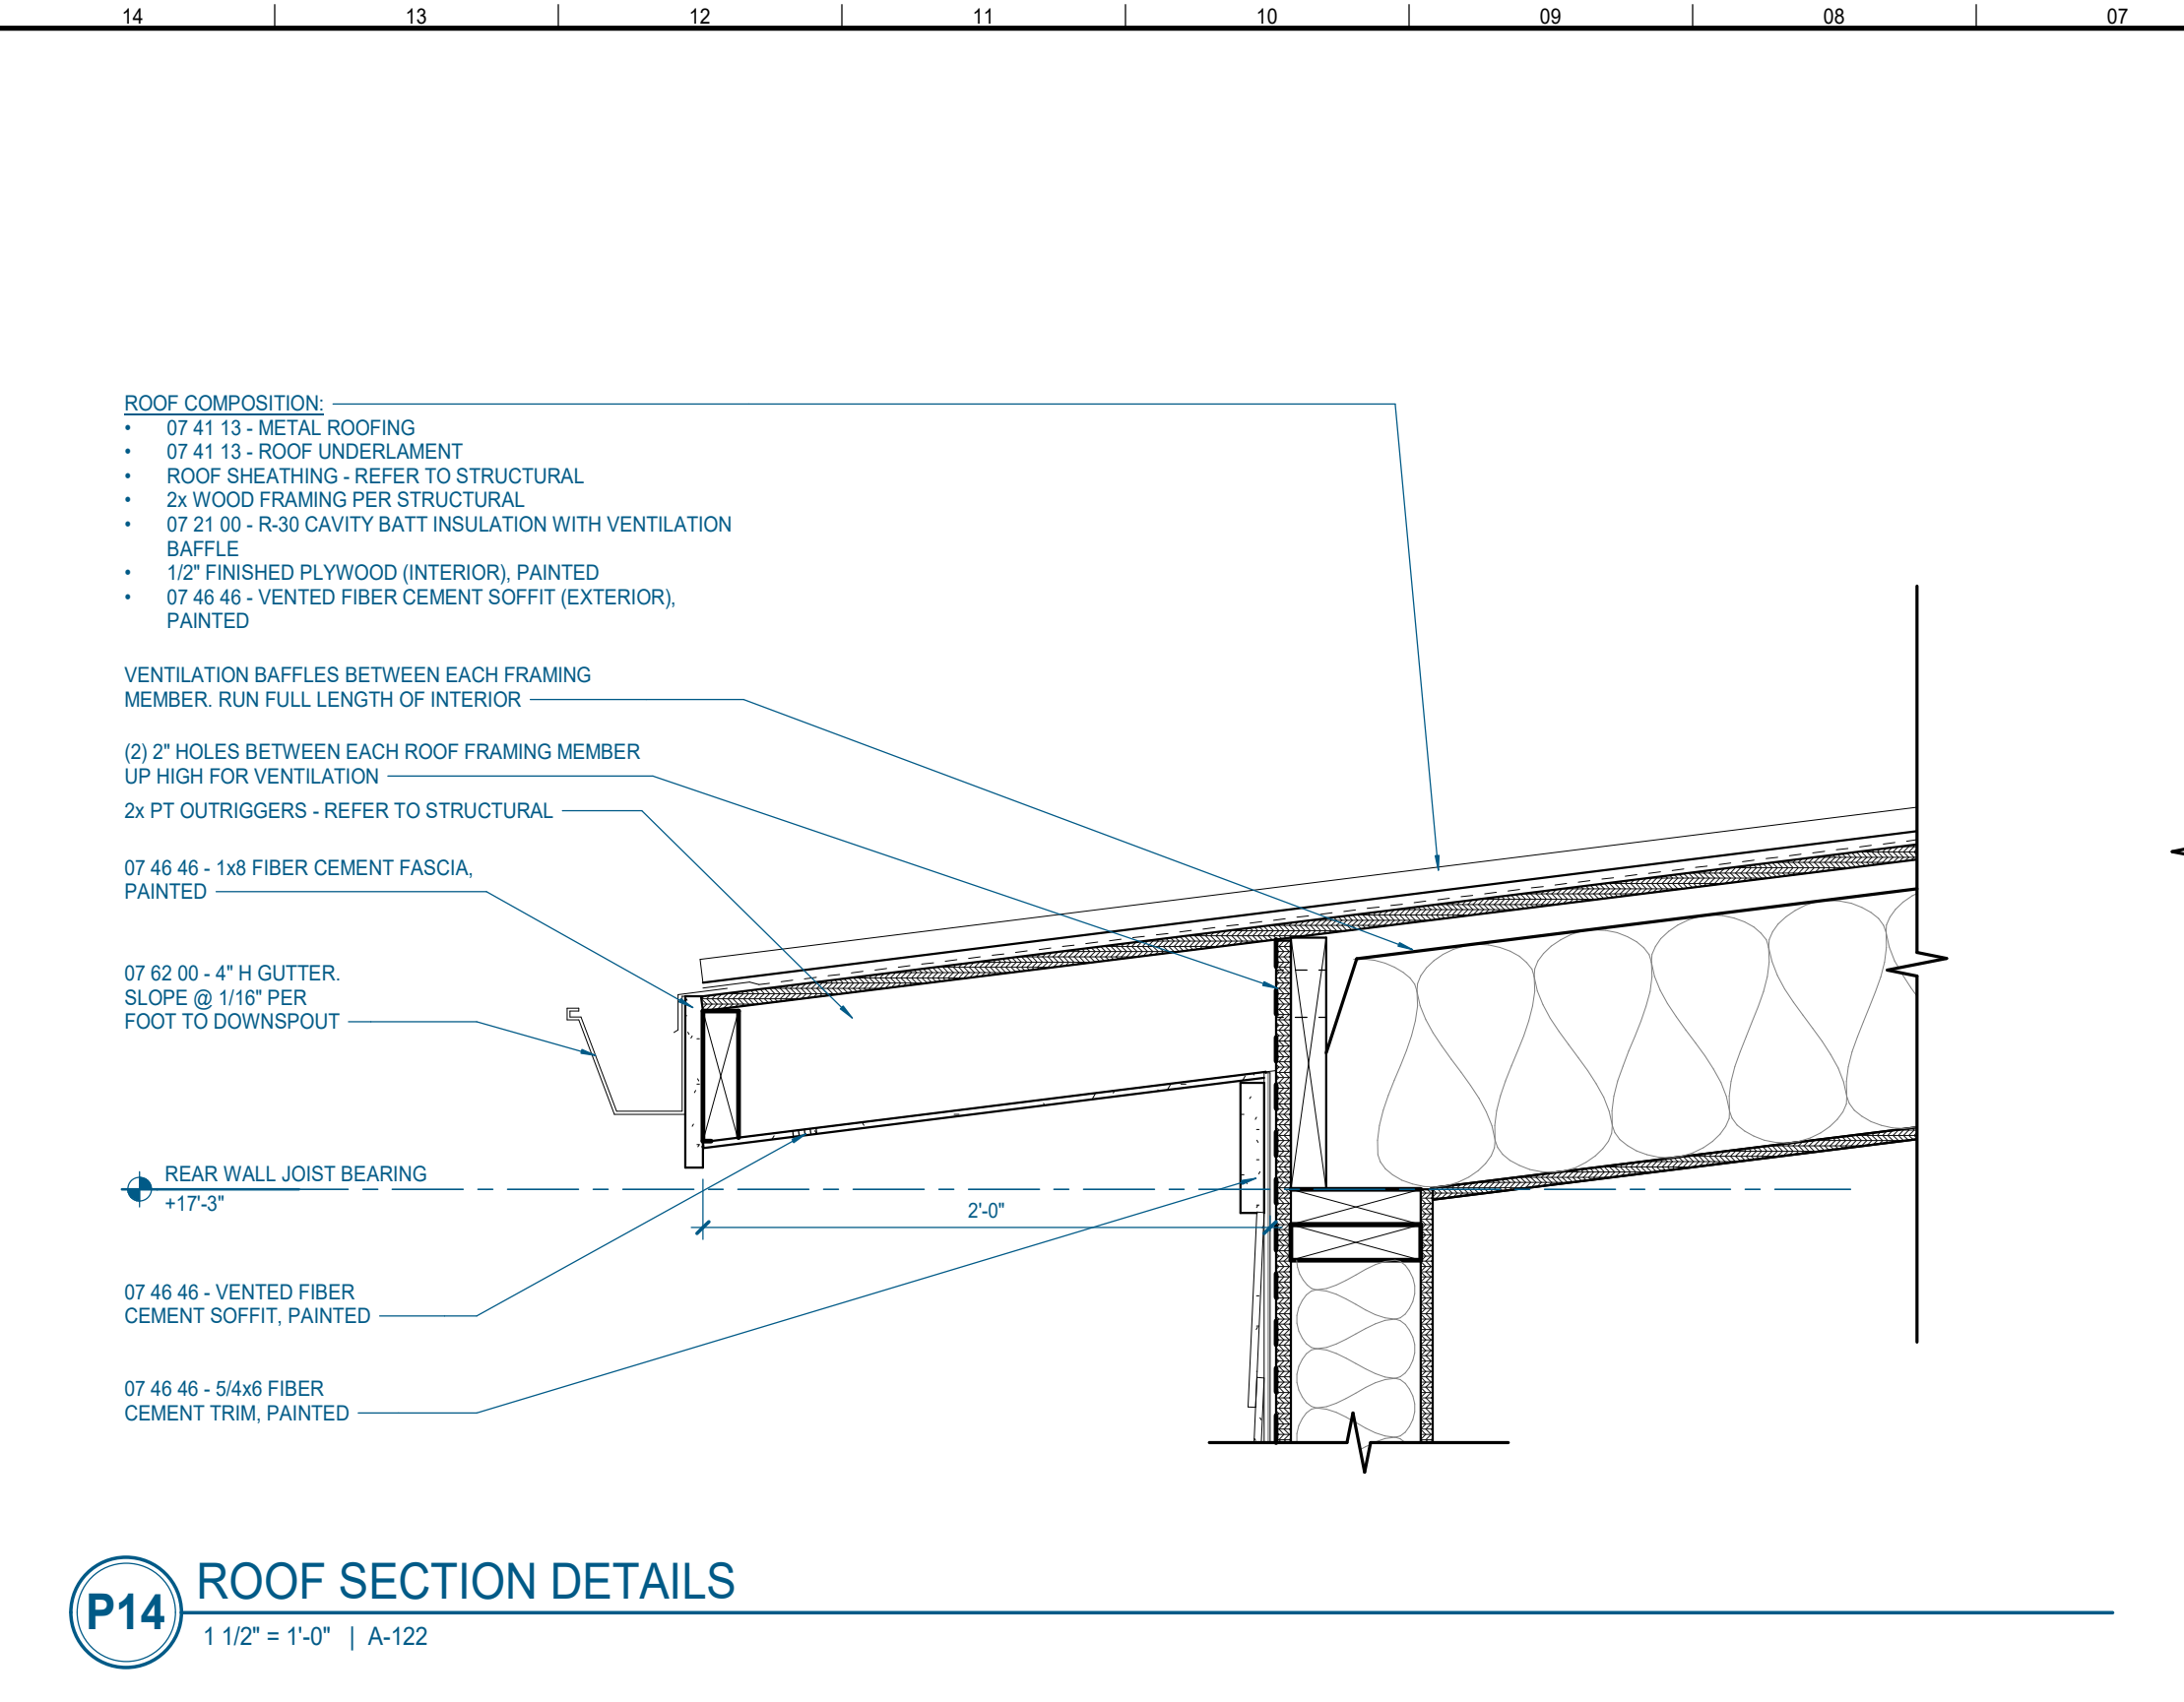 14 13 12 11 10 09 08 07
ROOF COMPOSITION:
• 07 41 13 - METAL ROOFING
• 07 41 13 - ROOF UNDERLAMENT
• ROOF SHEATHING - REFER TO STRUCTURAL
• 2x WOOD FRAMING PER STRUCTURAL
• 07 21 00 - R-30 CAVITY BATT INSULATION WITH VENTILATION
BAFFLE
• 1/2" FINISHED PLYWOOD (INTERIOR), PAINTED
• 07 46 46 - VENTED FIBER CEMENT SOFFIT (EXTERIOR),
PAINTED
VENTILATION BAFFLES BETWEEN EACH FRAMING
MEMBER. RUN FULL LENGTH OF INTERIOR
(2) 2" HOLES BETWEEN EACH ROOF FRAMING MEMBER
UP HIGH FOR VENTILATION
2x PT OUTRIGGERS - REFER TO STRUCTURAL
07 46 46 - 1x8 FIBER CEMENT FASCIA,
PAINTED
07 62 00 - 4" H GUTTER.
SLOPE @ 1/16" PER
FOOT TO DOWNSPOUT
REAR WALL JOIST BEARING
+17'-3"
2'-0"
07 46 46 - VENTED FIBER
CEMENT SOFFIT, PAINTED
07 46 46 - 5/4x6 FIBER
CEMENT TRIM, PAINTED
P14
ROOF SECTION DETAILS
1 1/2" = 1'-0" | A-122